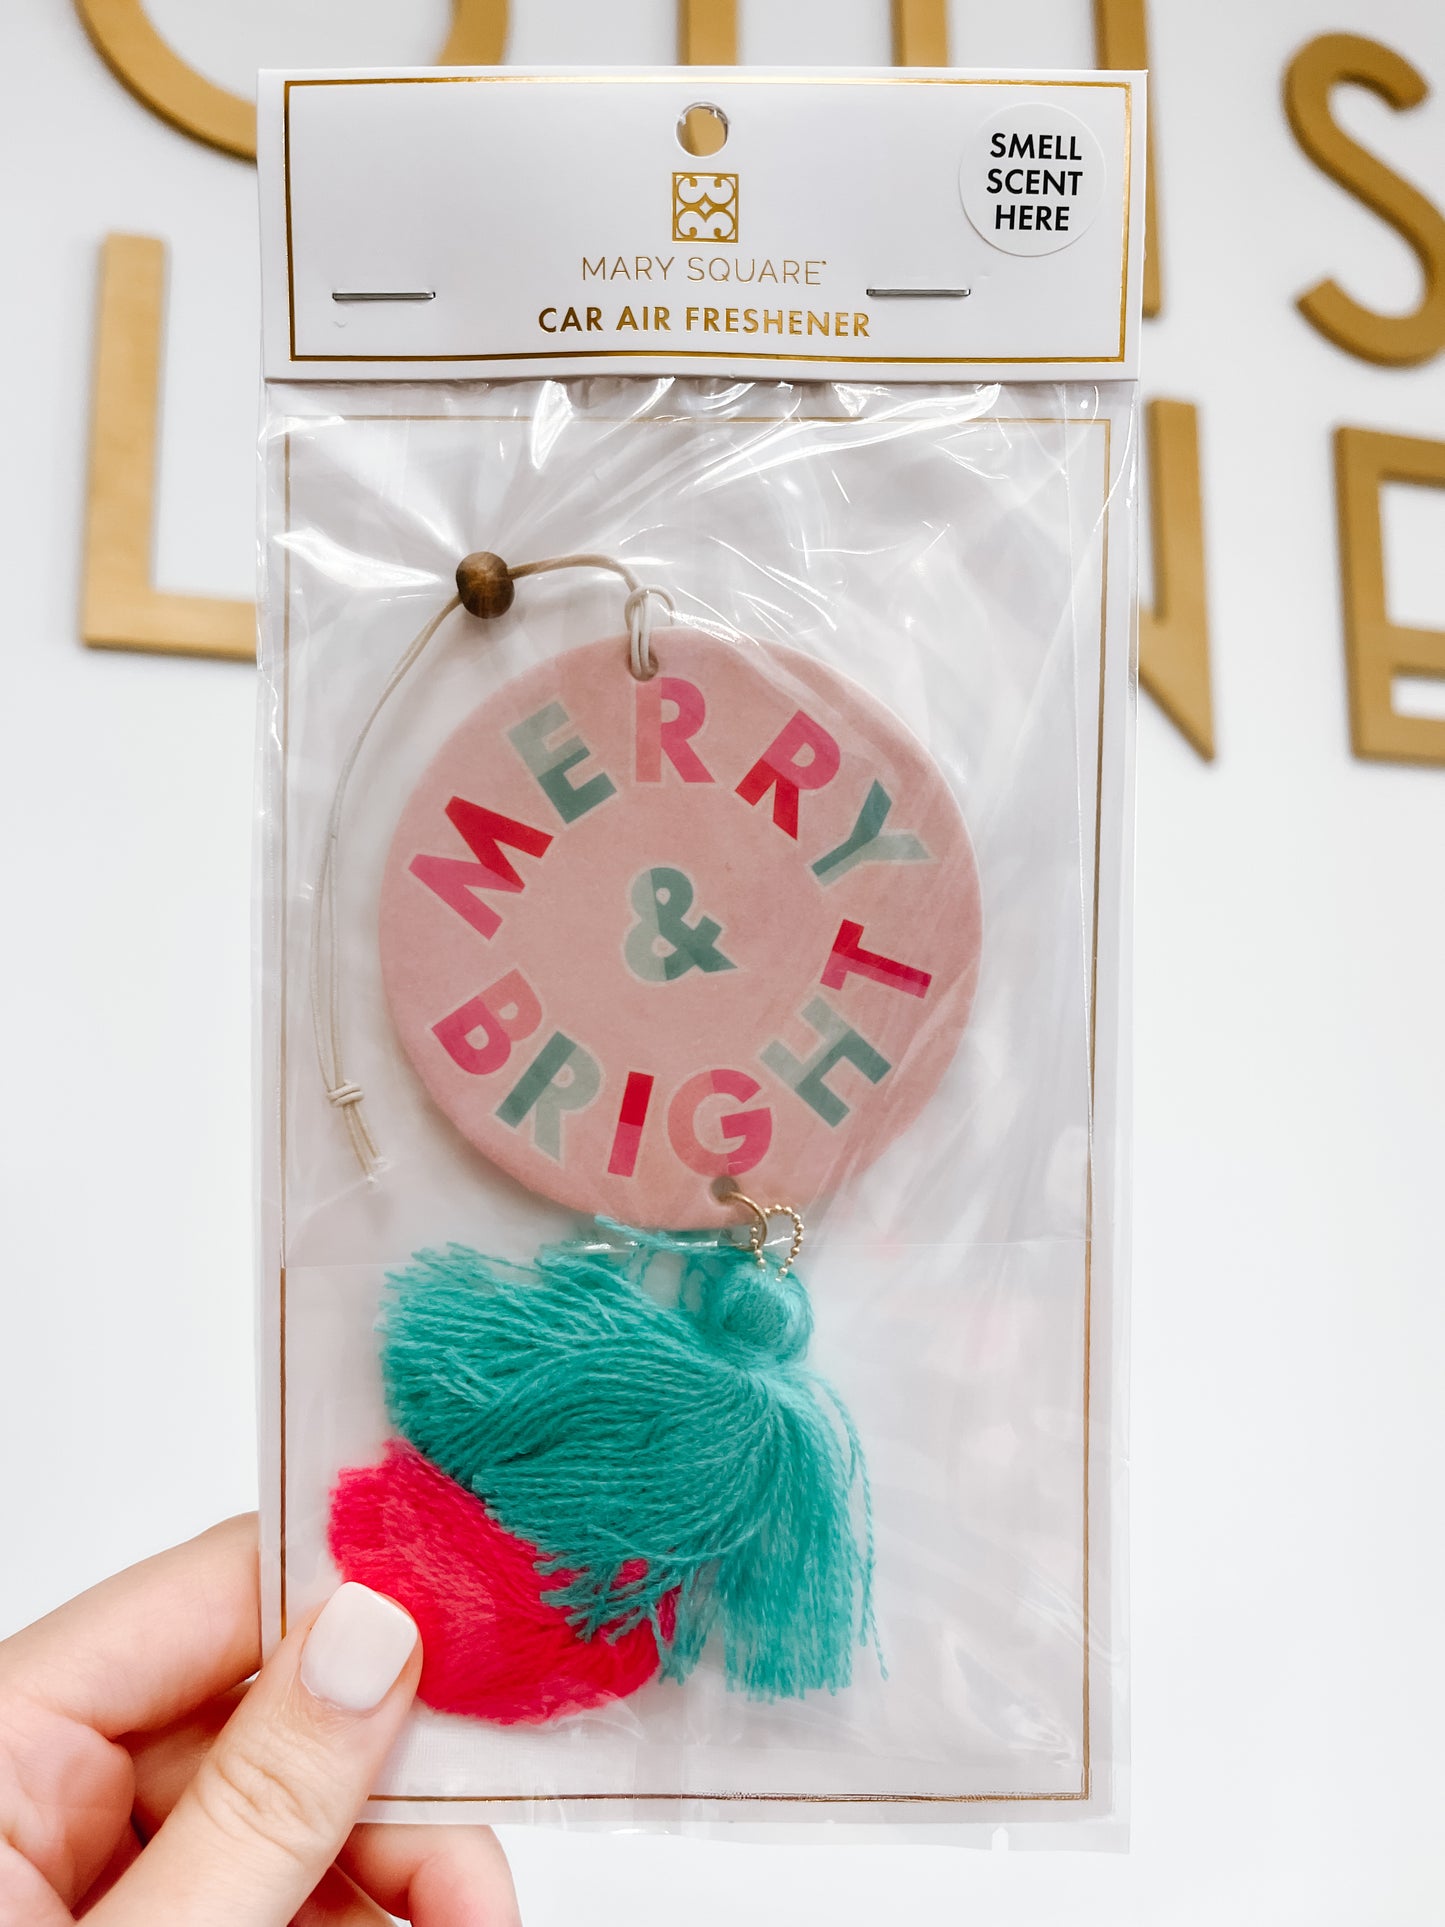 MARY SQUARE
CAR AIR FRESHENER
SMELL
SCENT
HERE
MERRY
&
BRIGHT